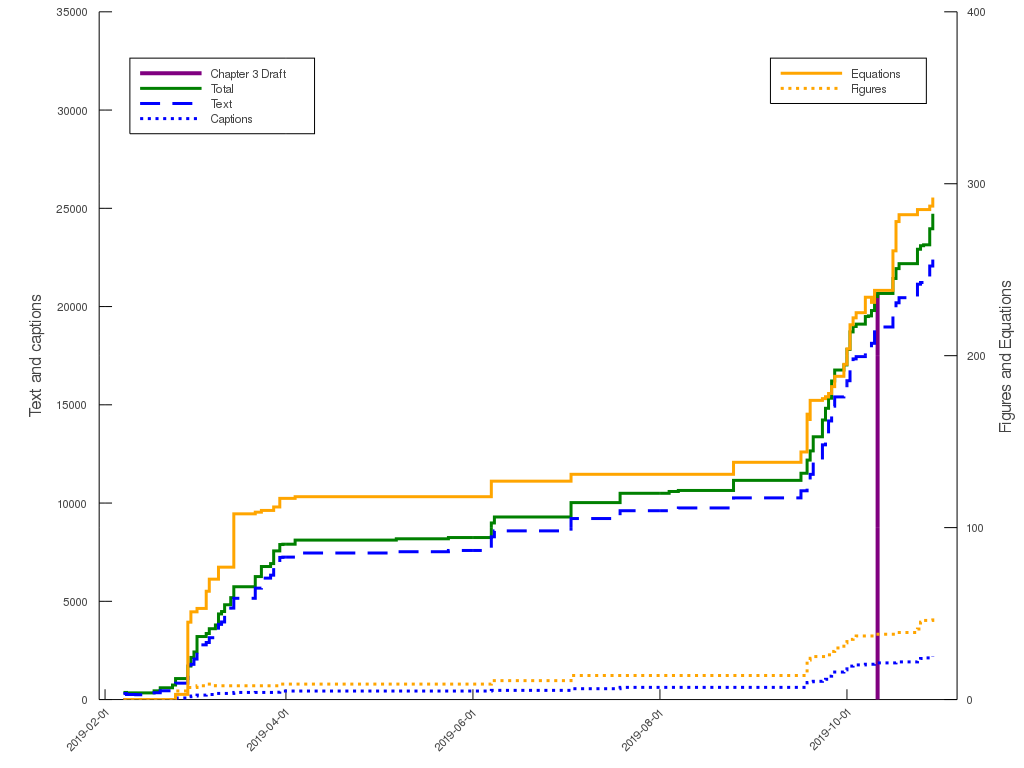 35000
30000
25000
20000
15000
10000
5000
0
400
300
200
100
0
Chapter 3 Draft
Total
Text
Captions
Equations
Figures
Text and captions
Figures and Equations
2019-02-01
2019-04-01
2019-06-01
2019-08-01
2019-10-01